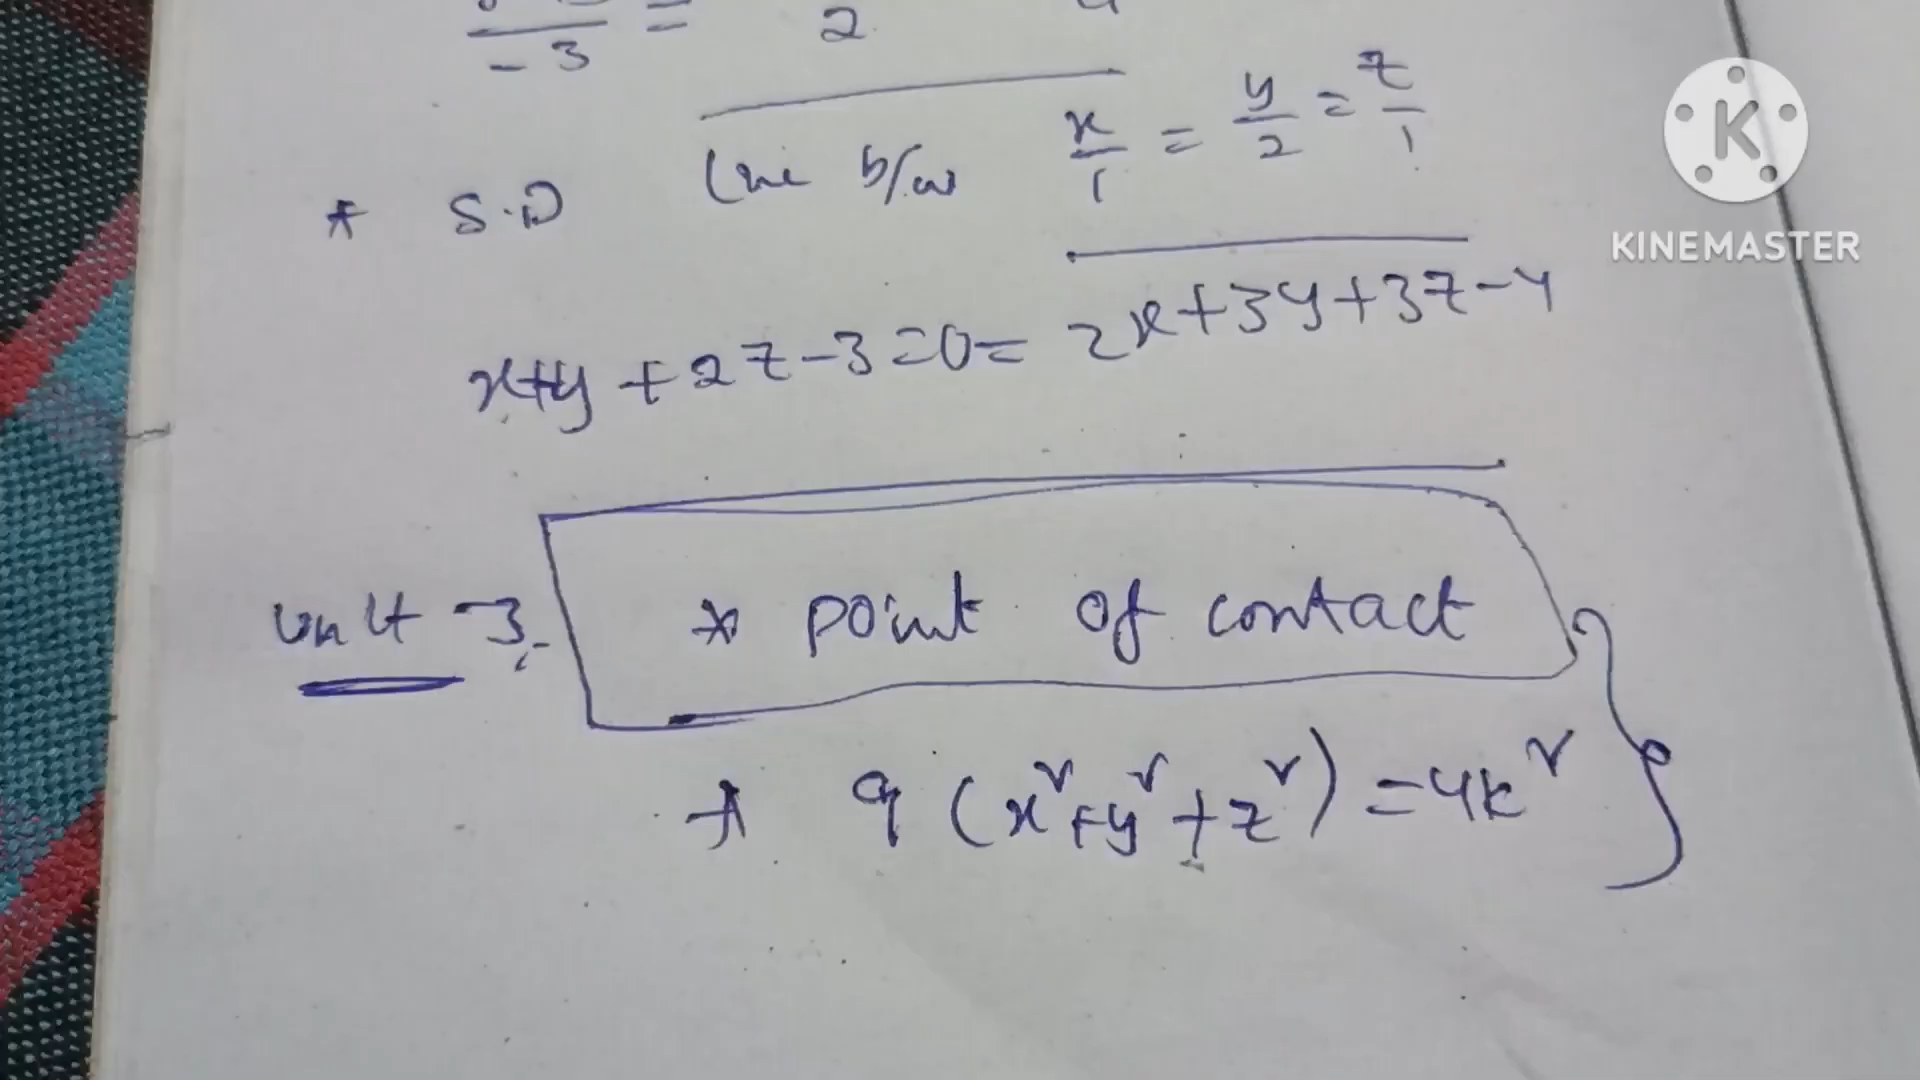 -3 = 2
* S.D line b/w x/1 = y/2 = z/1
x+y+2z-3=0=2x+3y+3z-4
unit-3. * point of contact
* 9(x²+y²+z²)=4k²
K
KINEMASTER